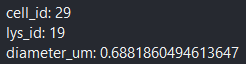 cell_id: 29
lys_id: 19
diameter_um: 0.6881860494613647